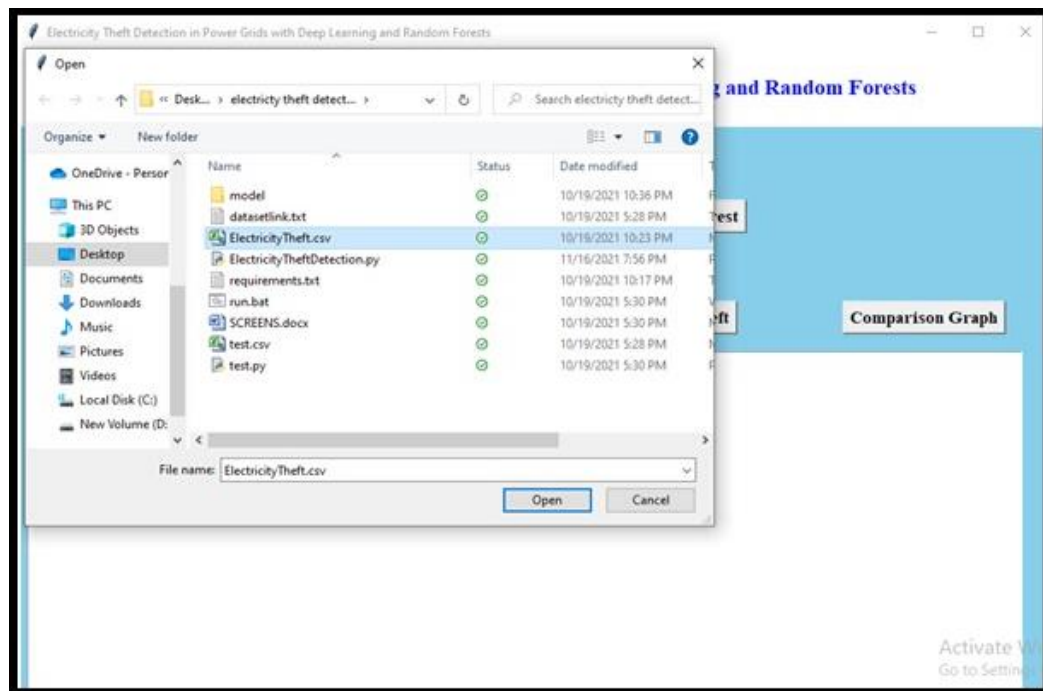 Electricity Theft Detection in Power Grids with Deep Learning and Random Forests
Open
g and Random Forests
« Desk... › electricty theft detect... ›
Search electricty theft detect...
Organize
New folder
Name
Status
Date modified
OneDrive - Person
This PC
3D Objects
Desktop
Documents
Downloads
Music
Pictures
Videos
Local Disk (C:)
New Volume (D:
model 10/19/2021 10:36 PM
datasetlink.txt 10/19/2021 5:28 PM
ElectricityTheft.csv 10/19/2021 10:23 PM
ElectricityTheftDetection.py 11/16/2021 7:56 PM
requirements.txt 10/19/2021 10:17 PM
run.bat 10/19/2021 5:30 PM
SCREENS.docx 10/19/2021 5:30 PM
test.csv 10/19/2021 5:28 PM
test.py 10/19/2021 5:30 PM
rest
eft
Comparison Graph
File name: ElectricityTheft.csv
Open
Cancel
Activate W
Go to Settings